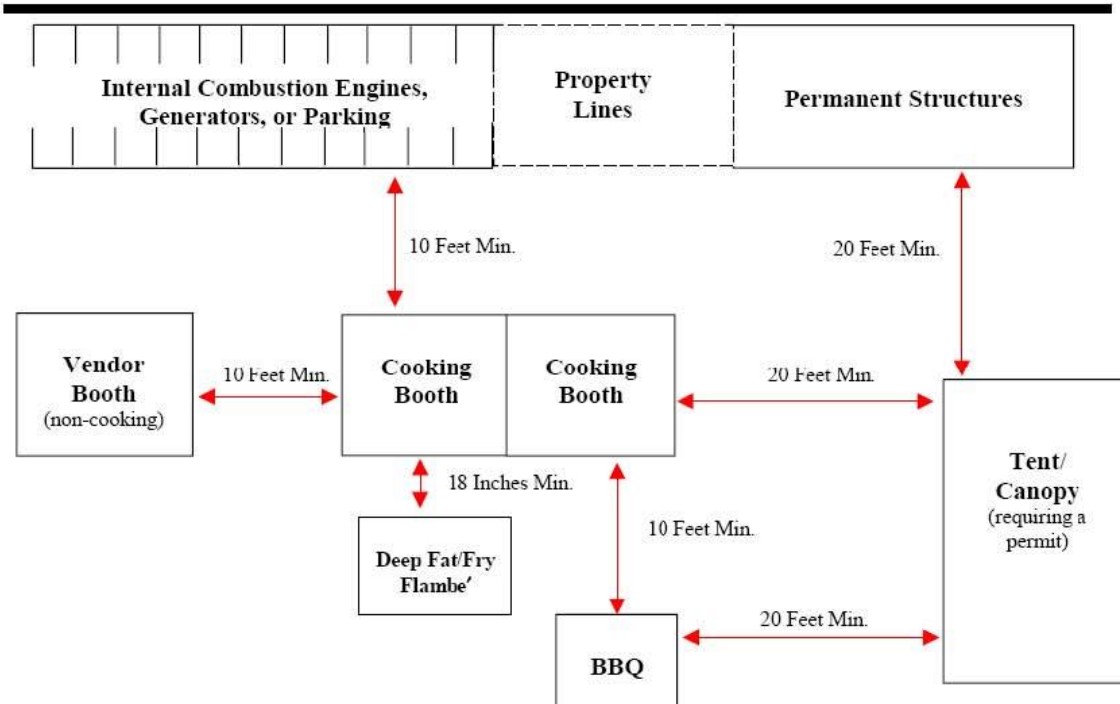 Internal Combustion Engines,
Generators, or Parking
Property
Lines
Permanent Structures
10 Feet Min.
20 Feet Min.
Vendor
Booth
(non-cooking)
10 Feet Min.
Cooking
Booth
Cooking
Booth
20 Feet Min.
Tent/
Canopy
(requiring a
permit)
18 Inches Min.
10 Feet Min.
Deep Fat/Fry
Flambe′
20 Feet Min.
BBQ